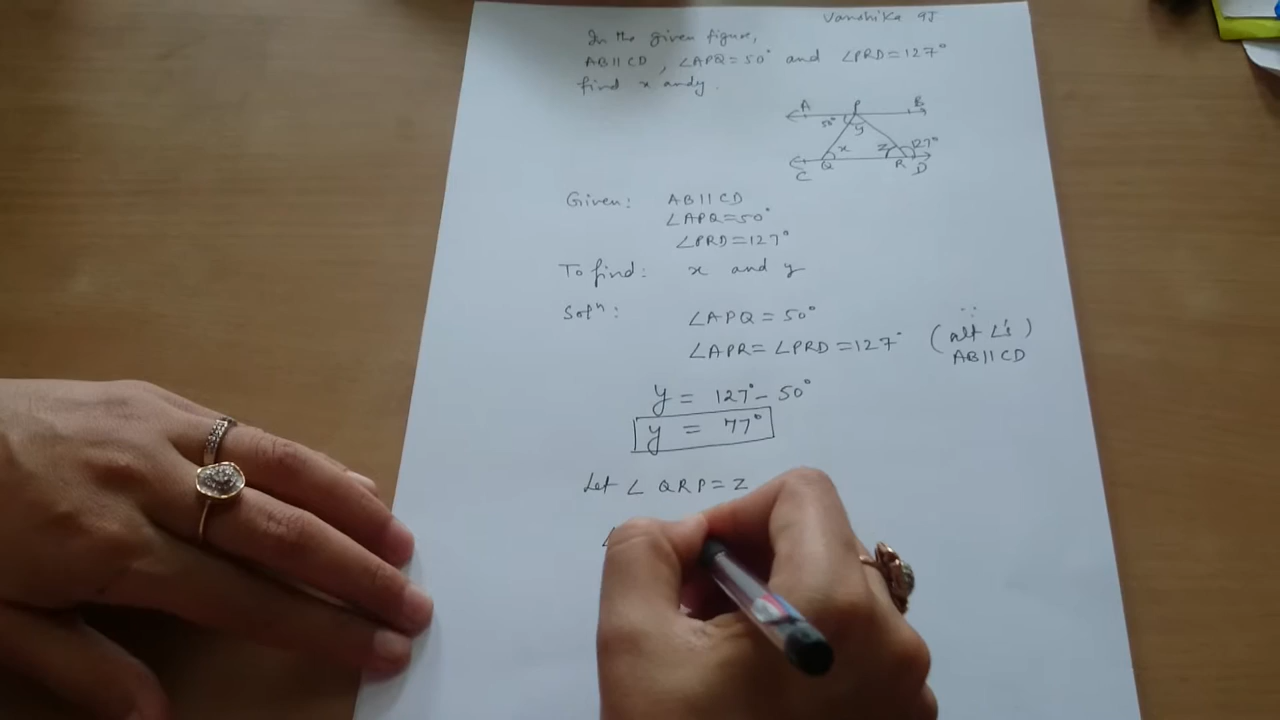 Vanshika 9J
In the given figure,
AB||CD, ∠APQ=50° and ∠PRD=127°
find x and y.
A P B
50° y
x z 127°
C Q R D
Given: AB||CD
∠APQ=50°
∠PRD=127°
To find: x and y
Solⁿ: ∠APQ = 50°
∠APR = ∠PRD = 127° (alt ∠'s)
∵ AB||CD
y = 127° - 50°
y = 77°
Let ∠QRP = z
∠